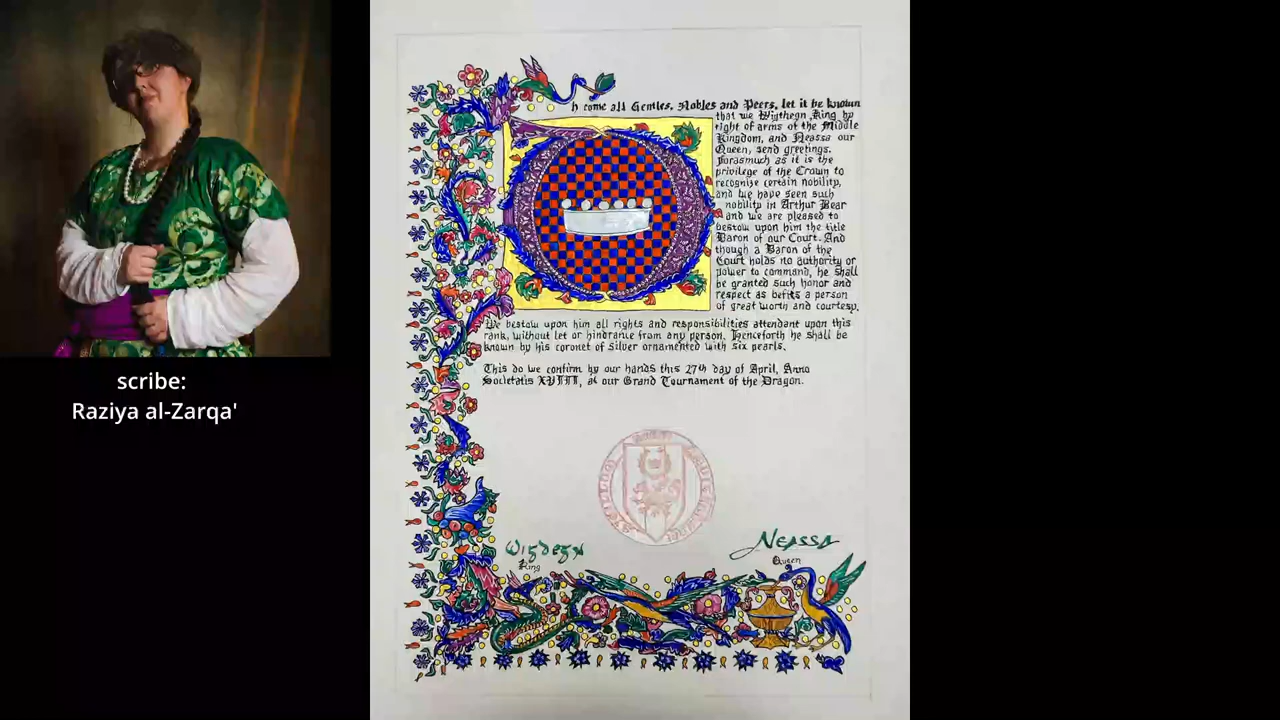 scribe:
Raziya al-Zarqa'
h come all Gentles, Nobles and Peers, let it be known
that we Wigthegn King by
right of arms of the Middle
Kingdom, and Neassa our
Queen, send greetings.
Forasmuch as it is the
privilege of the Crown to
recognize certain nobility,
and we have seen such
nobility in Arthur Bear
and we are pleased to
bestow upon him the title
Baron of our Court. And
though a Baron of the
Court holds no authority or
power to command, he shall
be granted such honor and
respect as befits a person
of great worth and courtesy.
We bestow upon him all rights and responsibilities attendant upon this
rank, without let or hindrance from any person. Henceforth he shall be
known by his coronet of Silver ornamented with six pearls.
This do we confirm by our hands this 27th day of April, Anno
Societatis XVIII, at our Grand Tournament of the Dragon.
Wigdegn
Neassa
King
Queen